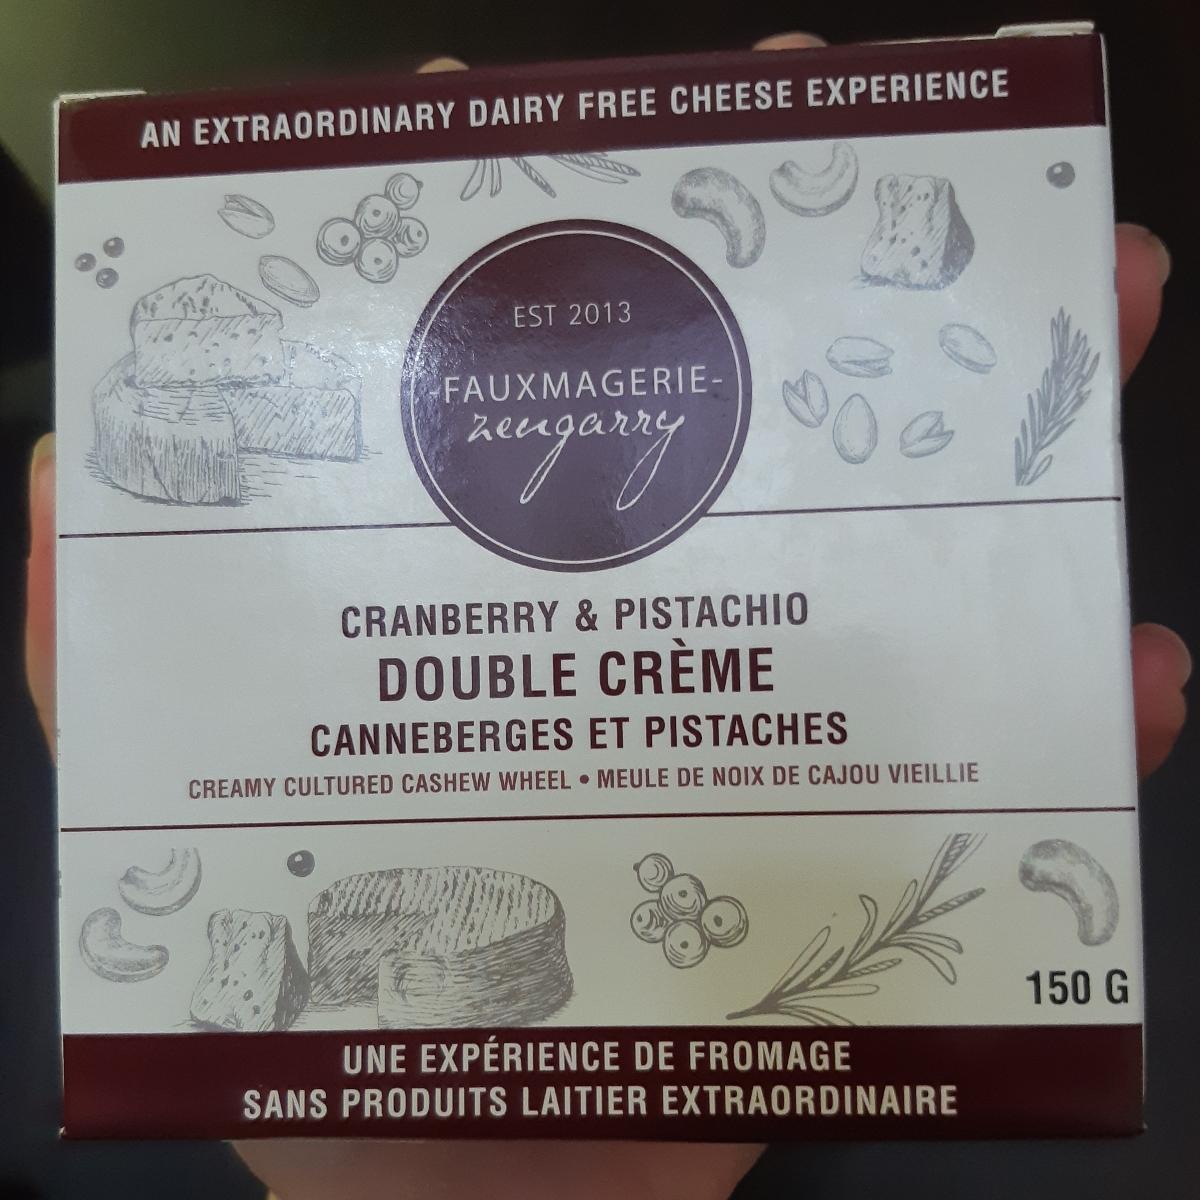 AN EXTRAORDINARY DAIRY FREE CHEESE EXPERIENCE
EST 2013
-FAUXMAGERIE-
zengarry
CRANBERRY & PISTACHIO
DOUBLE CRÈME
CANNEBERGES ET PISTACHES
CREAMY CULTURED CASHEW WHEEL • MEULE DE NOIX DE CAJOU VIEILLIE
150 G
UNE EXPÉRIENCE DE FROMAGE
SANS PRODUITS LAITIER EXTRAORDINAIRE